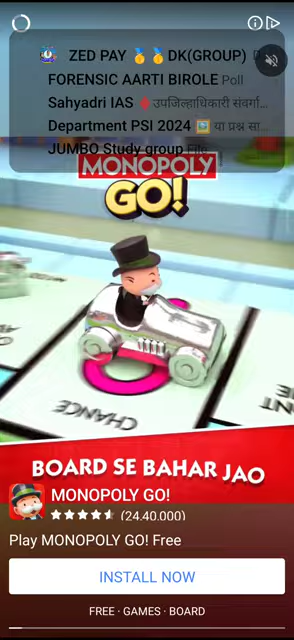 ZED PAY 🥇🥇DK(GROUP)
FORENSIC AARTI BIROLE Poll
Sahyadri IAS ♦️उपजिल्हाधिकारी संवर्गा...
Department PSI 2024 🖼️ या प्रश्न सा...
JUMBO Study group File
MONOPOLY
GO!
CHANCE
BOARD SE BAHAR JAO
MONOPOLY GO!
(24,40,000)
Play MONOPOLY GO! Free
INSTALL NOW
FREE · GAMES · BOARD